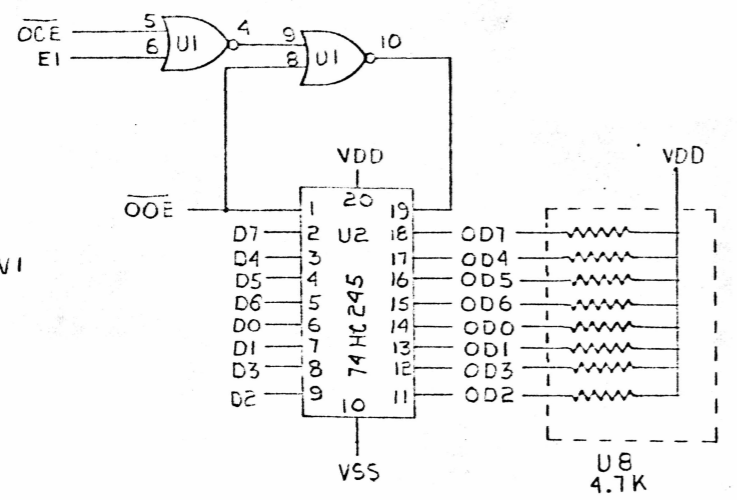 OCE 5 4 9 10
EI 6 U1 8 U1
VDD VDD
OOE 1 20 19
D7 2 U2 18 OD7
D4 3 17 OD4
D5 4 16 OD5
D6 5 15 OD6
D0 6 14 OD0
D1 7 13 OD1
D3 8 12 OD3
D2 9 10 11 OD2
74HC245
VSS
U8
4.7K